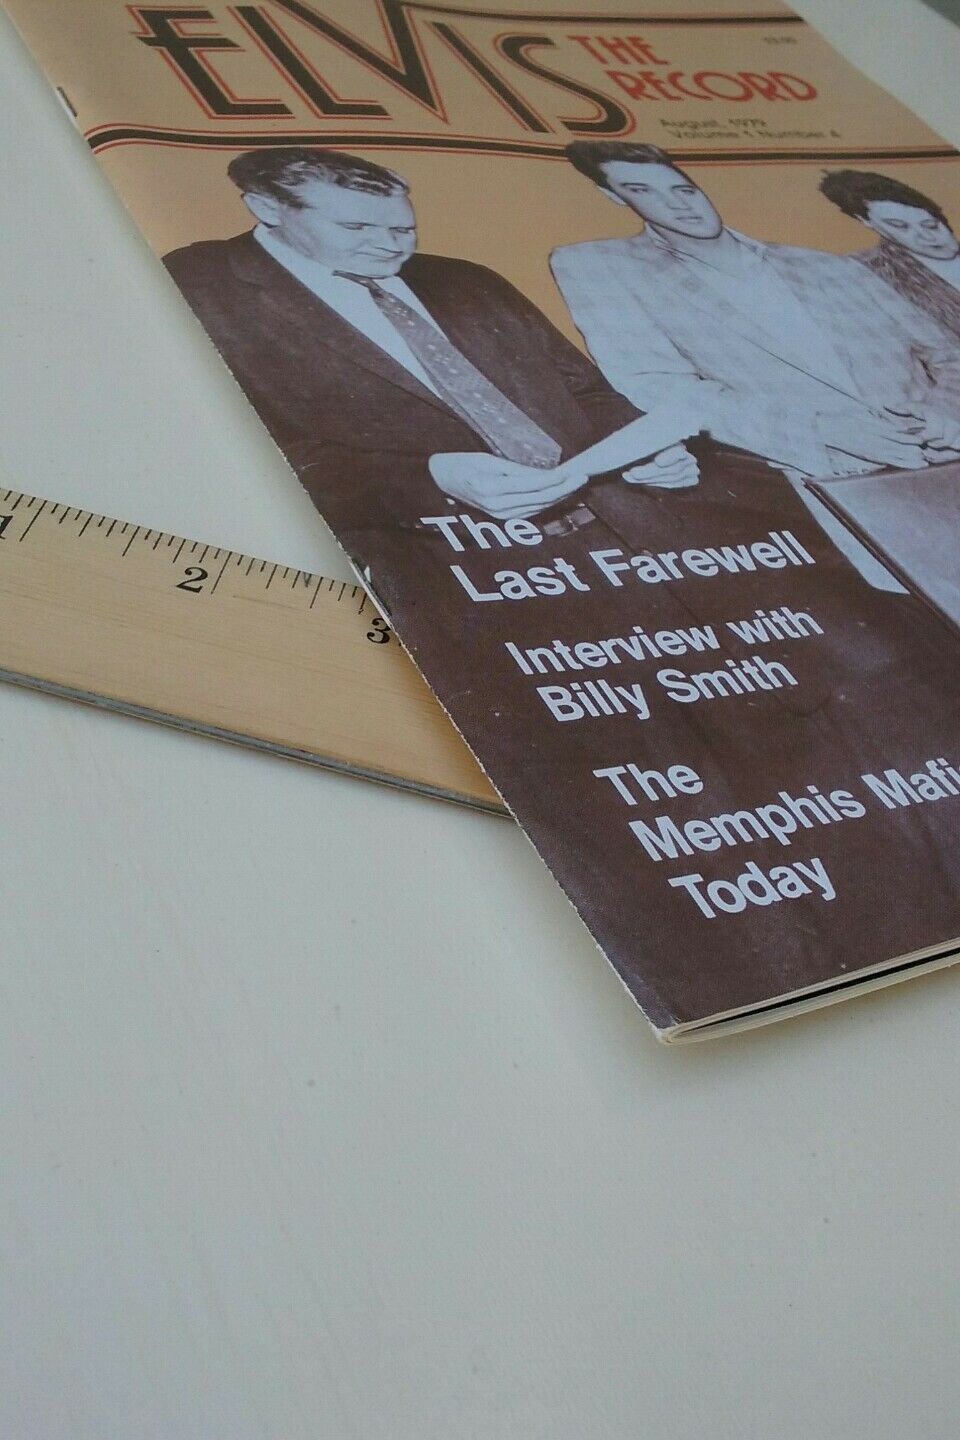 ELVIS THE
RECORD
August, 1979
Volume 1 Number 4
The
Last Farewell
Interview with
Billy Smith
The
Memphis Mafi
Today
1
2
3